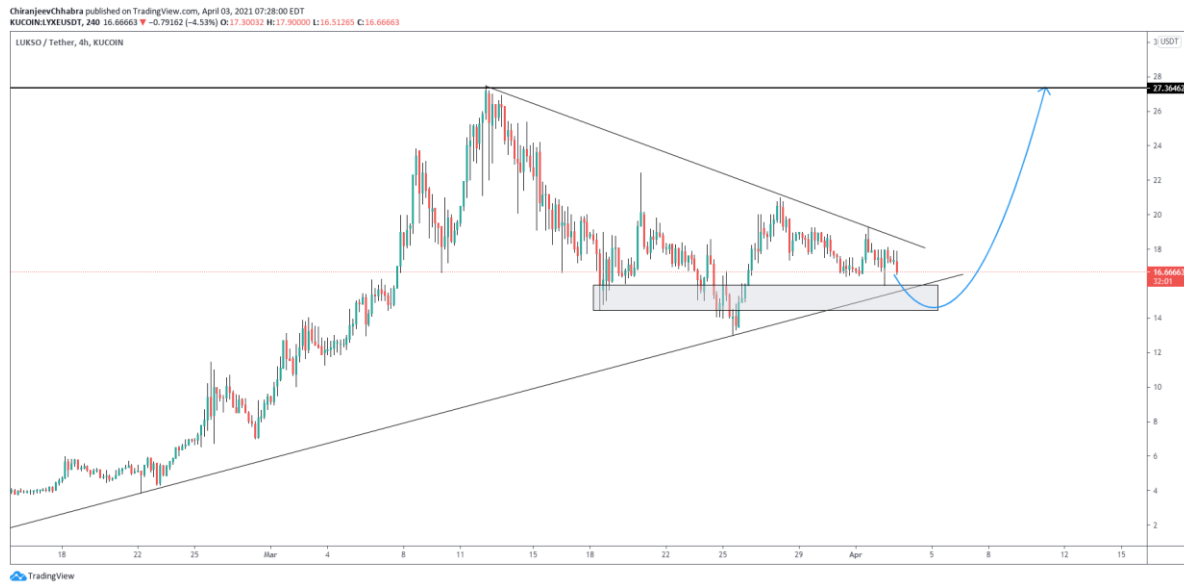 ChiranjeevChhabra published on TradingView.com, April 03, 2021 07:28:00 EDT
KUCOIN:LYXEUSDT, 240 16.66663 ▼ −0.79162 (−4.53%) O:17.30032 H:17.90000 L:16.51265 C:16.66663
LUKSO / Tether, 4h, KUCOIN
USDT
28
27.36462
26
24
22
20
18
16.66663
32:01
14
12
10
8
6
4
2
18 22 25 Mar 4 8 11 15 18 22 25 29 Apr 5 8 12 15
TradingView